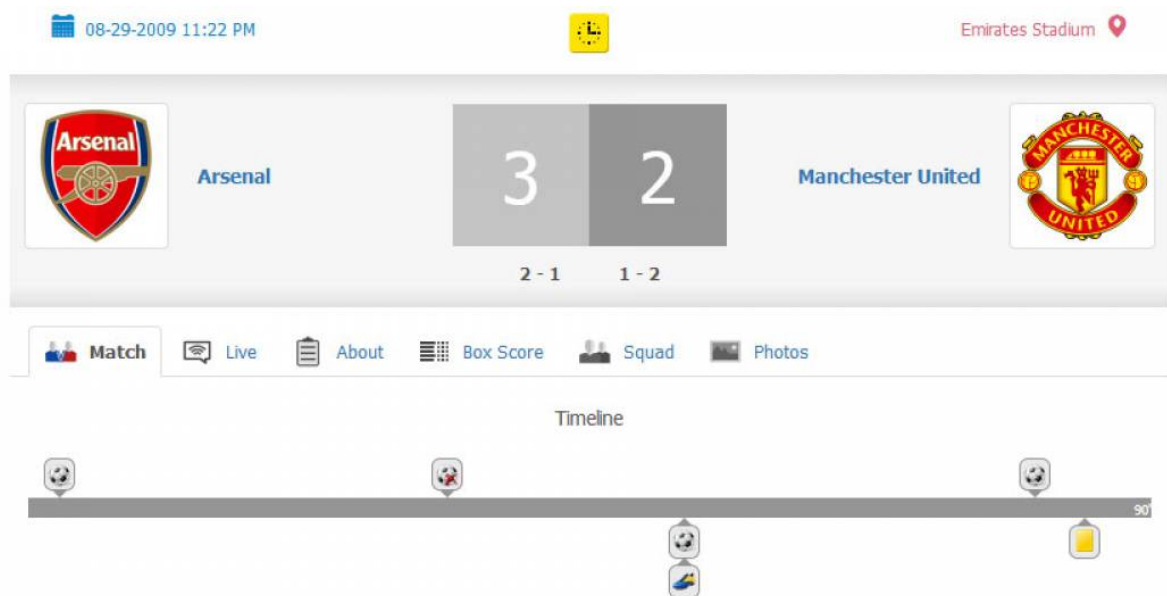 08-29-2009 11:22 PM
Emirates Stadium
Arsenal
Arsenal
3 2
Manchester United
MANCHESTER
UNITED
2 - 1 1 - 2
Match Live About Box Score Squad Photos
Timeline
90'